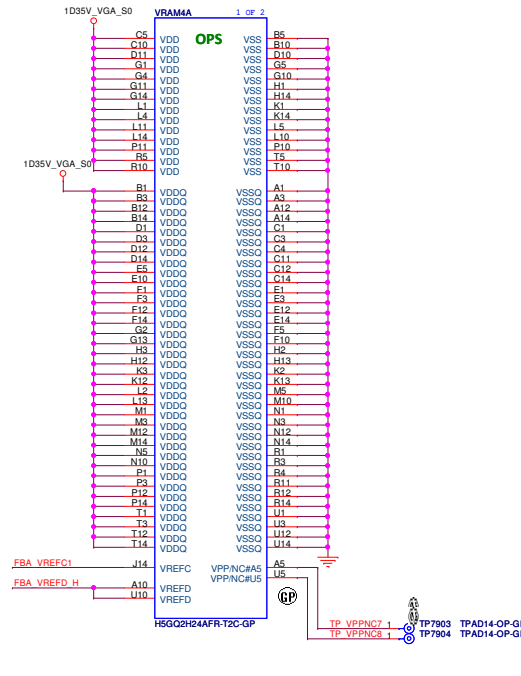 1D35V_VGA_S0
VRAM4A 1 OF 2
OPS
C5 VDD VSS B5
C10 VDD VSS B10
D11 VDD VSS D10
G1 VDD VSS G5
G4 VDD VSS G10
G11 VDD VSS H1
G14 VDD VSS H14
L1 VDD VSS K1
L4 VDD VSS K14
L11 VDD VSS L5
L14 VDD VSS L10
P11 VDD VSS P10
R5 VDD VSS T5
R10 VDD VSS T10
1D35V_VGA_S0
B1 VDDQ VSSQ A1
B3 VDDQ VSSQ A3
B12 VDDQ VSSQ A12
B14 VDDQ VSSQ A14
D1 VDDQ VSSQ C1
D3 VDDQ VSSQ C3
D12 VDDQ VSSQ C4
D14 VDDQ VSSQ C11
E5 VDDQ VSSQ C12
E10 VDDQ VSSQ C14
F1 VDDQ VSSQ E1
F3 VDDQ VSSQ E3
F12 VDDQ VSSQ E12
F14 VDDQ VSSQ E14
G2 VDDQ VSSQ F5
G13 VDDQ VSSQ F10
H3 VDDQ VSSQ H2
H12 VDDQ VSSQ H13
K3 VDDQ VSSQ K2
K12 VDDQ VSSQ K13
L2 VDDQ VSSQ M5
L13 VDDQ VSSQ M10
M1 VDDQ VSSQ N1
M3 VDDQ VSSQ N3
M12 VDDQ VSSQ N12
M14 VDDQ VSSQ N14
N5 VDDQ VSSQ R1
N10 VDDQ VSSQ R3
P1 VDDQ VSSQ R4
P3 VDDQ VSSQ R11
P12 VDDQ VSSQ R12
P14 VDDQ VSSQ R14
T1 VDDQ VSSQ U1
T3 VDDQ VSSQ U3
T12 VDDQ VSSQ U12
T14 VDDQ VSSQ U14
FBA_VREFC1 J14 VREFC VPP/NC#A5 A5
VPP/NC#U5 U5
FBA_VREFD_H A10 VREFD
U10 VREFD
GP
H5GQ2H24AFR-T2C-GP
TP_VPPNC7 1 TP7903 TPAD14-OP-G
TP_VPPNC8 1 TP7904 TPAD14-OP-G